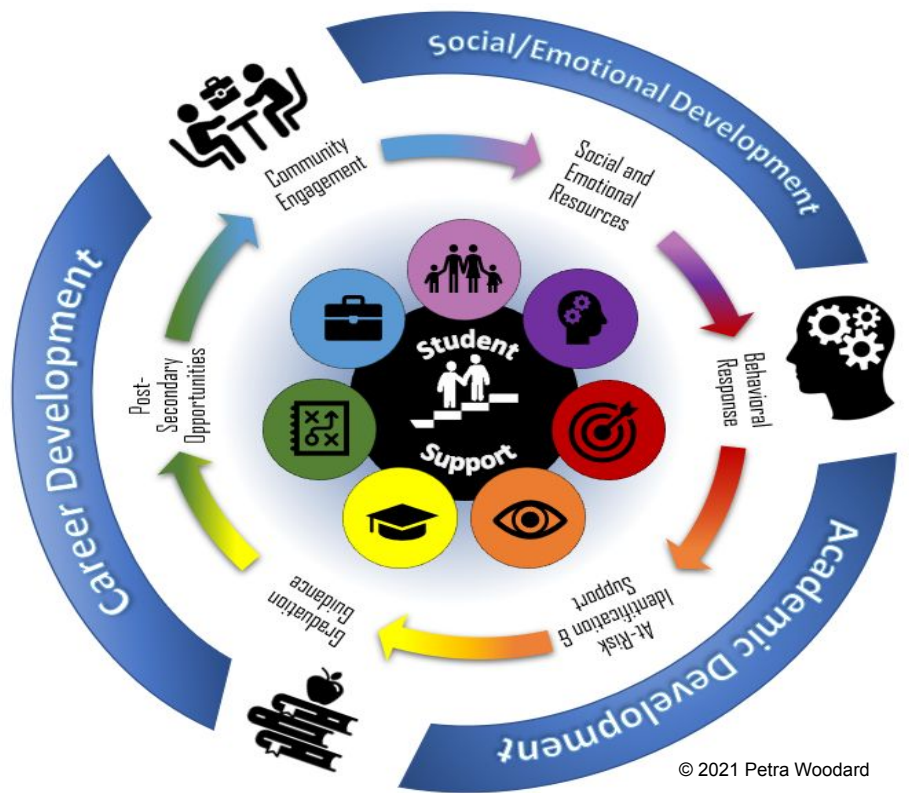 Social/Emotional Development
Community
Engagement
Social and
Emotional
Resources
Behavioral
Response
At-Risk
Identification &
Support
Academic Development
Graduation
Guidance
Post-
Secondary
Opportunities
Career Development
Student
Support
© 2021 Petra Woodard